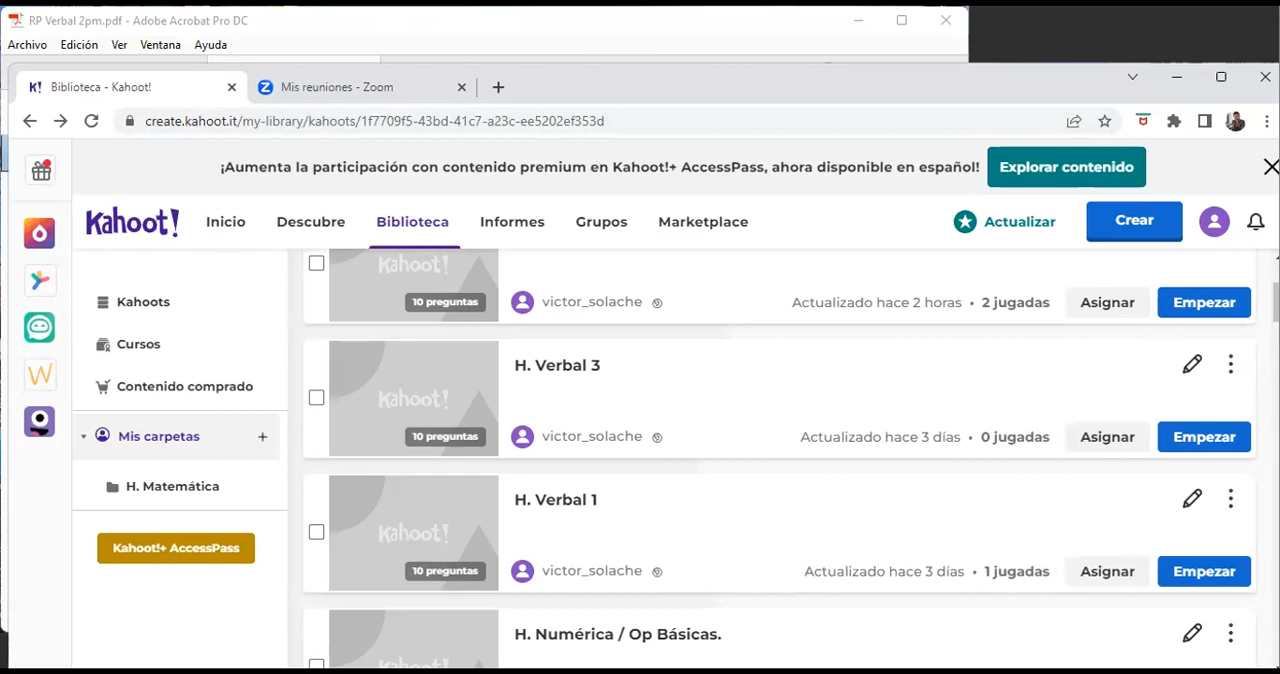 RP Verbal 2pm.pdf - Adobe Acrobat Pro DC
Archivo Edición Ver Ventana Ayuda
K! Biblioteca - Kahoot! Mis reuniones - Zoom
create.kahoot.it/my-library/kahoots/1f7709f5-43bd-41c7-a23c-ee5202ef353d
¡Aumenta la participación con contenido premium en Kahoot!+ AccessPass, ahora disponible en español! Explorar contenido
Kahoot! Inicio Descubre Biblioteca Informes Grupos Marketplace Actualizar Crear
Kahoot!
Kahoots
10 preguntas victor_solache Actualizado hace 2 horas • 2 jugadas Asignar Empezar
Cursos
H. Verbal 3
Contenido comprado
Kahoot!
Mis carpetas +
10 preguntas victor_solache Actualizado hace 3 días • 0 jugadas Asignar Empezar
H. Matemática
H. Verbal 1
Kahoot!
Kahoot!+ AccessPass
10 preguntas victor_solache Actualizado hace 3 días • 1 jugadas Asignar Empezar
H. Numérica / Op Básicas.
Kahoot!